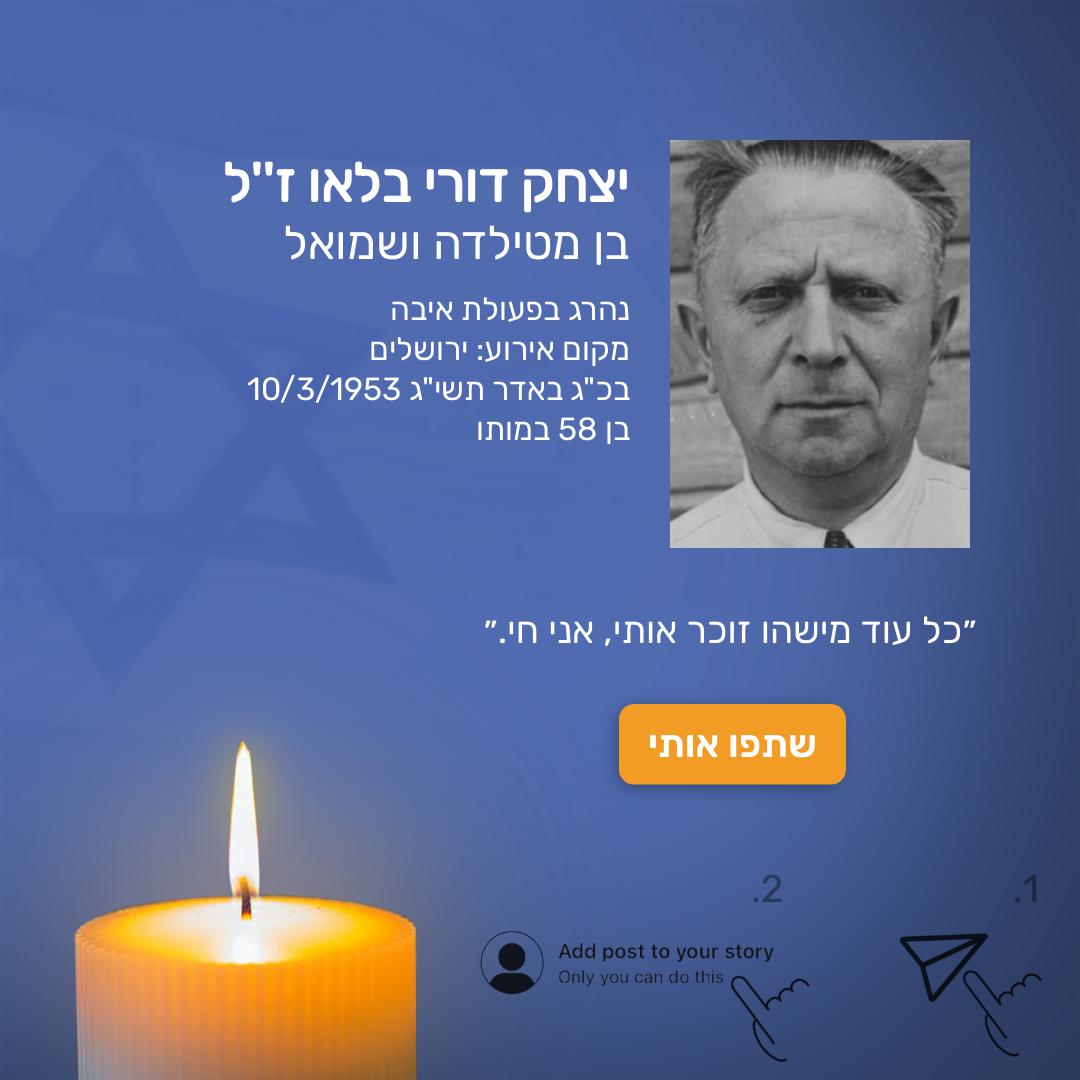 יצחק דורי בלאו ז''ל
בן מטילדה ושמואל
נהרג בפעולת איבה
מקום אירוע: ירושלים
בכ"ג באדר תשי"ג 10/3/1953
בן 58 במותו
״כל עוד מישהו זוכר אותי, אני חי.״
שתפו אותי
1.
2.
Add post to your story
Only you can do this